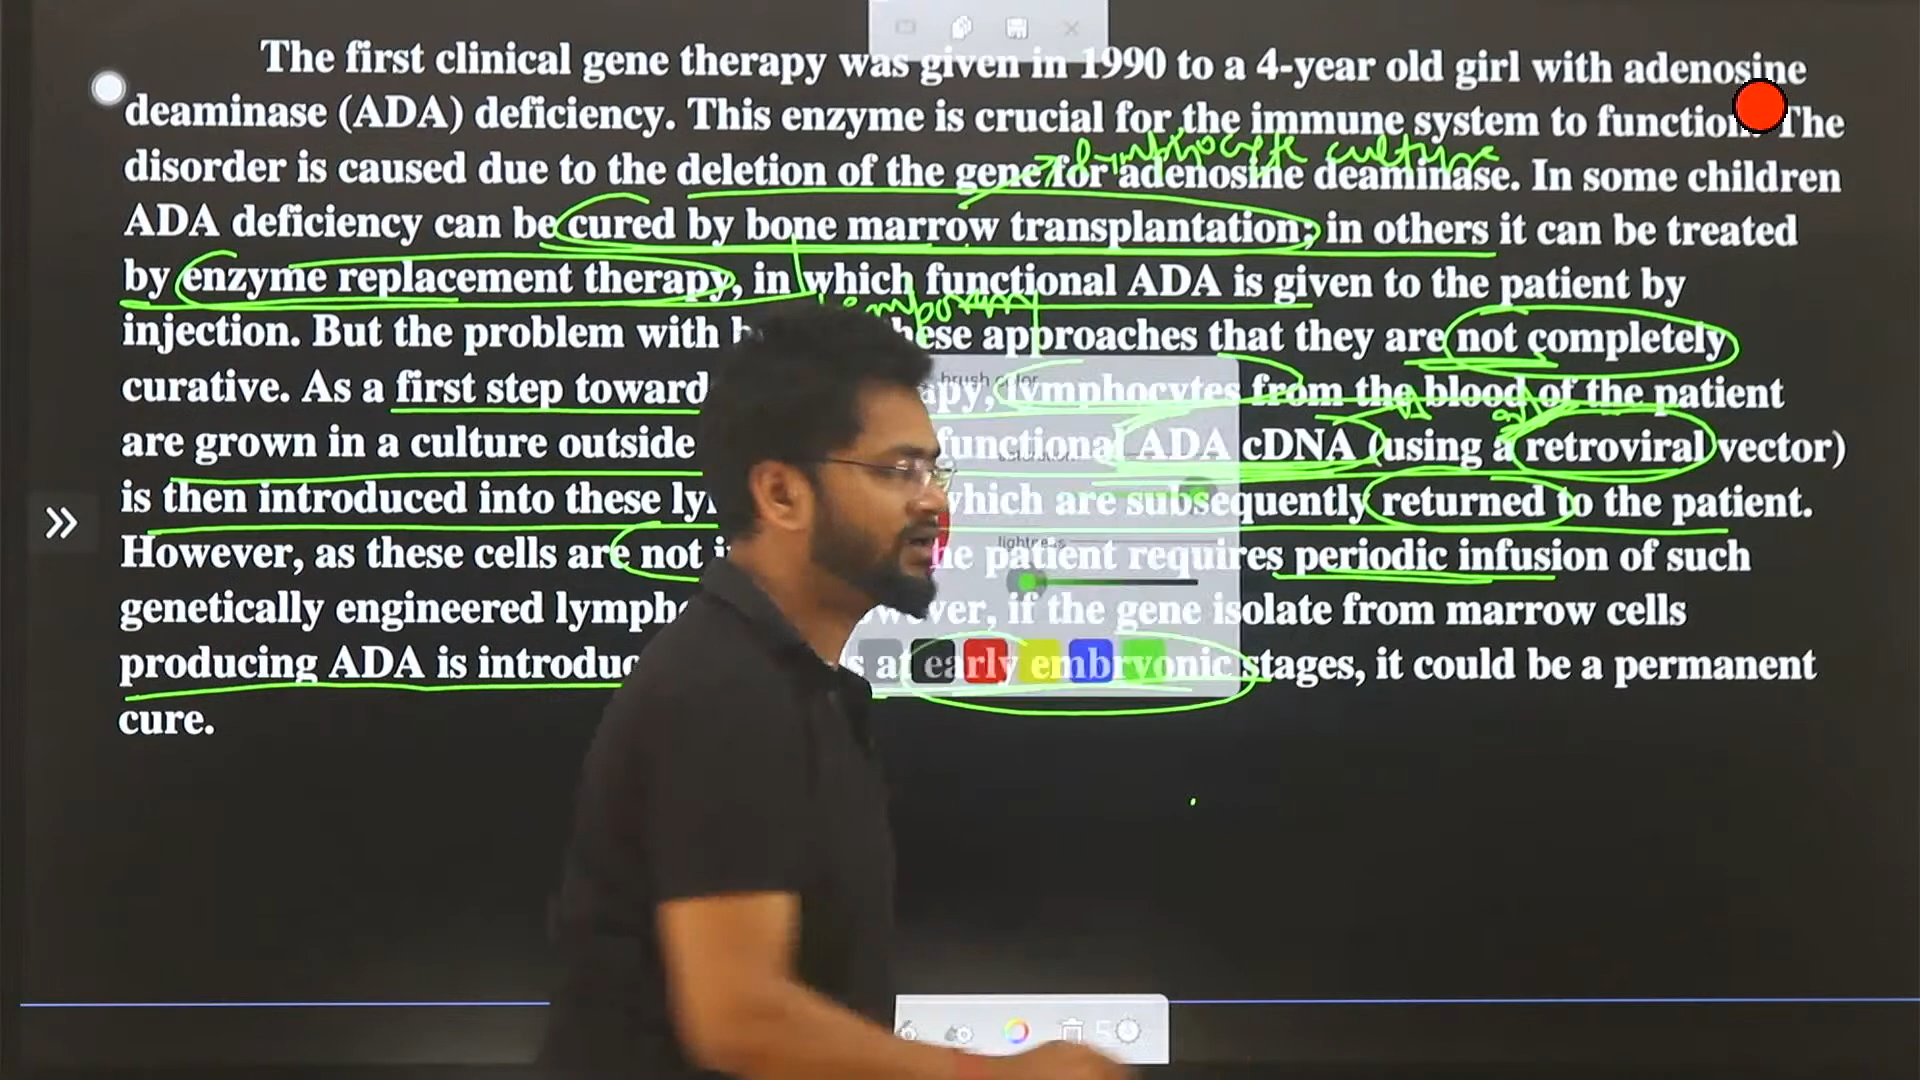 The first clinical gene therapy was given in 1990 to a 4-year old girl with adenosine
deaminase (ADA) deficiency. This enzyme is crucial for the immune system to function. The
lymphocyte culture
disorder is caused due to the deletion of the gene for adenosine deaminase. In some children
ADA deficiency can be cured by bone marrow transplantation; in others it can be treated
by enzyme replacement therapy, in which functional ADA is given to the patient by
injection. But the problem with these approaches that they are not completely
brush color
curative. As a first step toward lymphocytes from the blood of the patient
are grown in a culture outside functional ADA cDNA (using a retroviral vector)
is then introduced into these which are subsequently returned to the patient.
lightness
However, as these cells are not the patient requires periodic infusion of such
genetically engineered if the gene isolate from marrow cells
producing ADA is at early embryonic stages, it could be a permanent
cure.